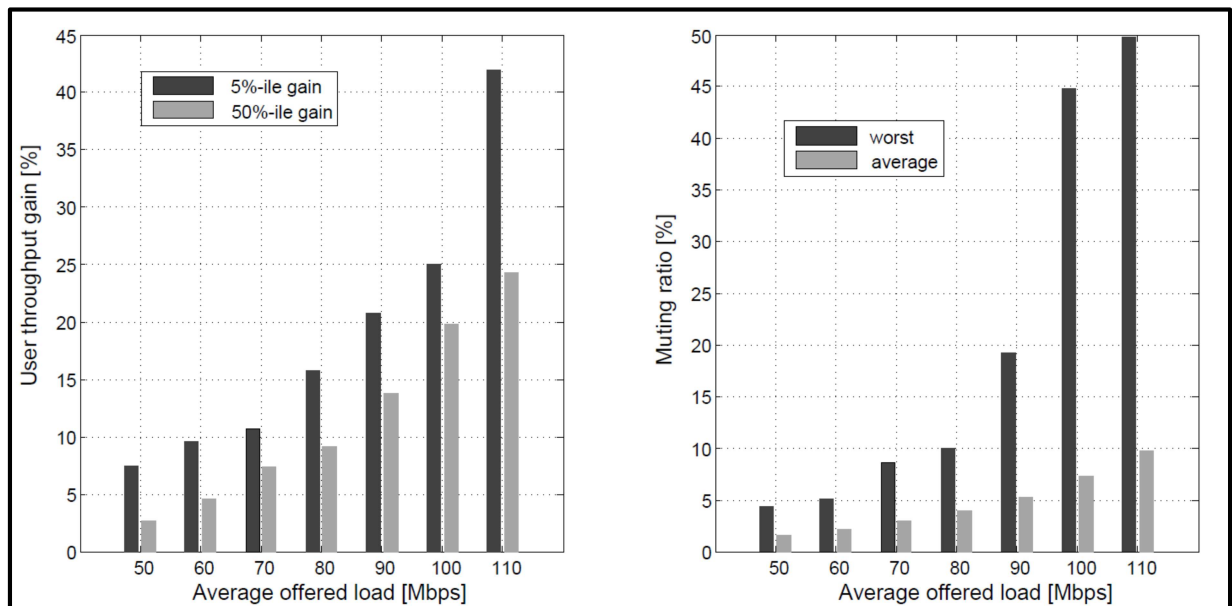 45
40
35
30
25
20
15
10
5
0
User throughput gain [%]
5%-ile gain
50%-ile gain
50 60 70 80 90 100 110
Average offered load [Mbps]
50
45
40
35
30
25
20
15
10
5
0
Muting ratio [%]
worst
average
50 60 70 80 90 100 110
Average offered load [Mbps]